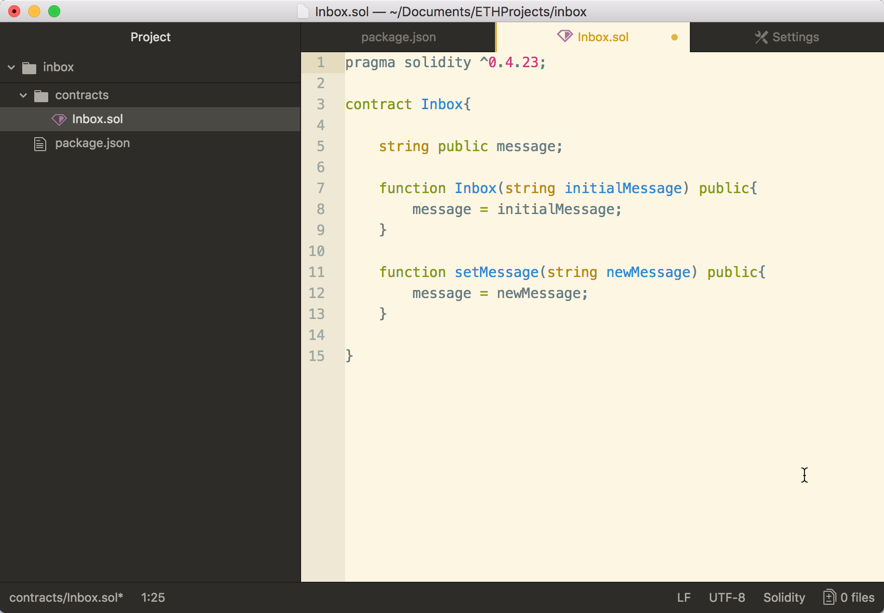 Inbox.sol — ~/Documents/ETHProjects/inbox
Project
package.json
Inbox.sol
Settings
inbox
contracts
Inbox.sol
package.json
1 pragma solidity ^0.4.23;
2
3 contract Inbox{
4
5 string public message;
6
7 function Inbox(string initialMessage) public{
8 message = initialMessage;
9 }
10
11 function setMessage(string newMessage) public{
12 message = newMessage;
13 }
14
15 }
contracts/Inbox.sol* 1:25 LF UTF-8 Solidity 0 files